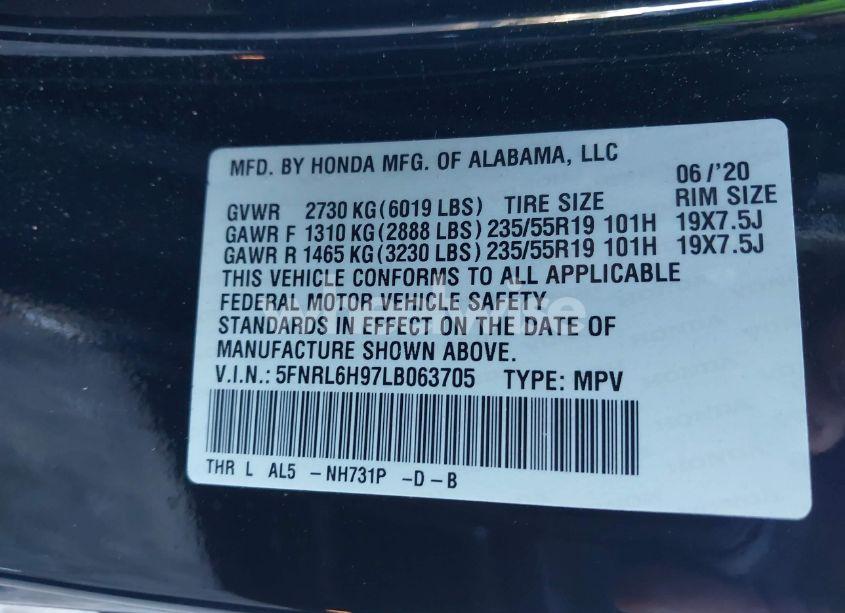 MFD. BY HONDA MFG. OF ALABAMA, LLC 06/'20
GVWR 2730 KG(6019 LBS) TIRE SIZE RIM SIZE
GAWR F 1310 KG(2888 LBS) 235/55R19 101H 19X7.5J
GAWR R 1465 KG(3230 LBS) 235/55R19 101H 19X7.5J
THIS VEHICLE CONFORMS TO ALL APPLICABLE
FEDERAL MOTOR VEHICLE SAFETY
STANDARDS IN EFFECT ON THE DATE OF
MANUFACTURE SHOWN ABOVE.
V.I.N.: 5FNRL6H97LB063705 TYPE: MPV
THR L AL5 -NH731P -D-B